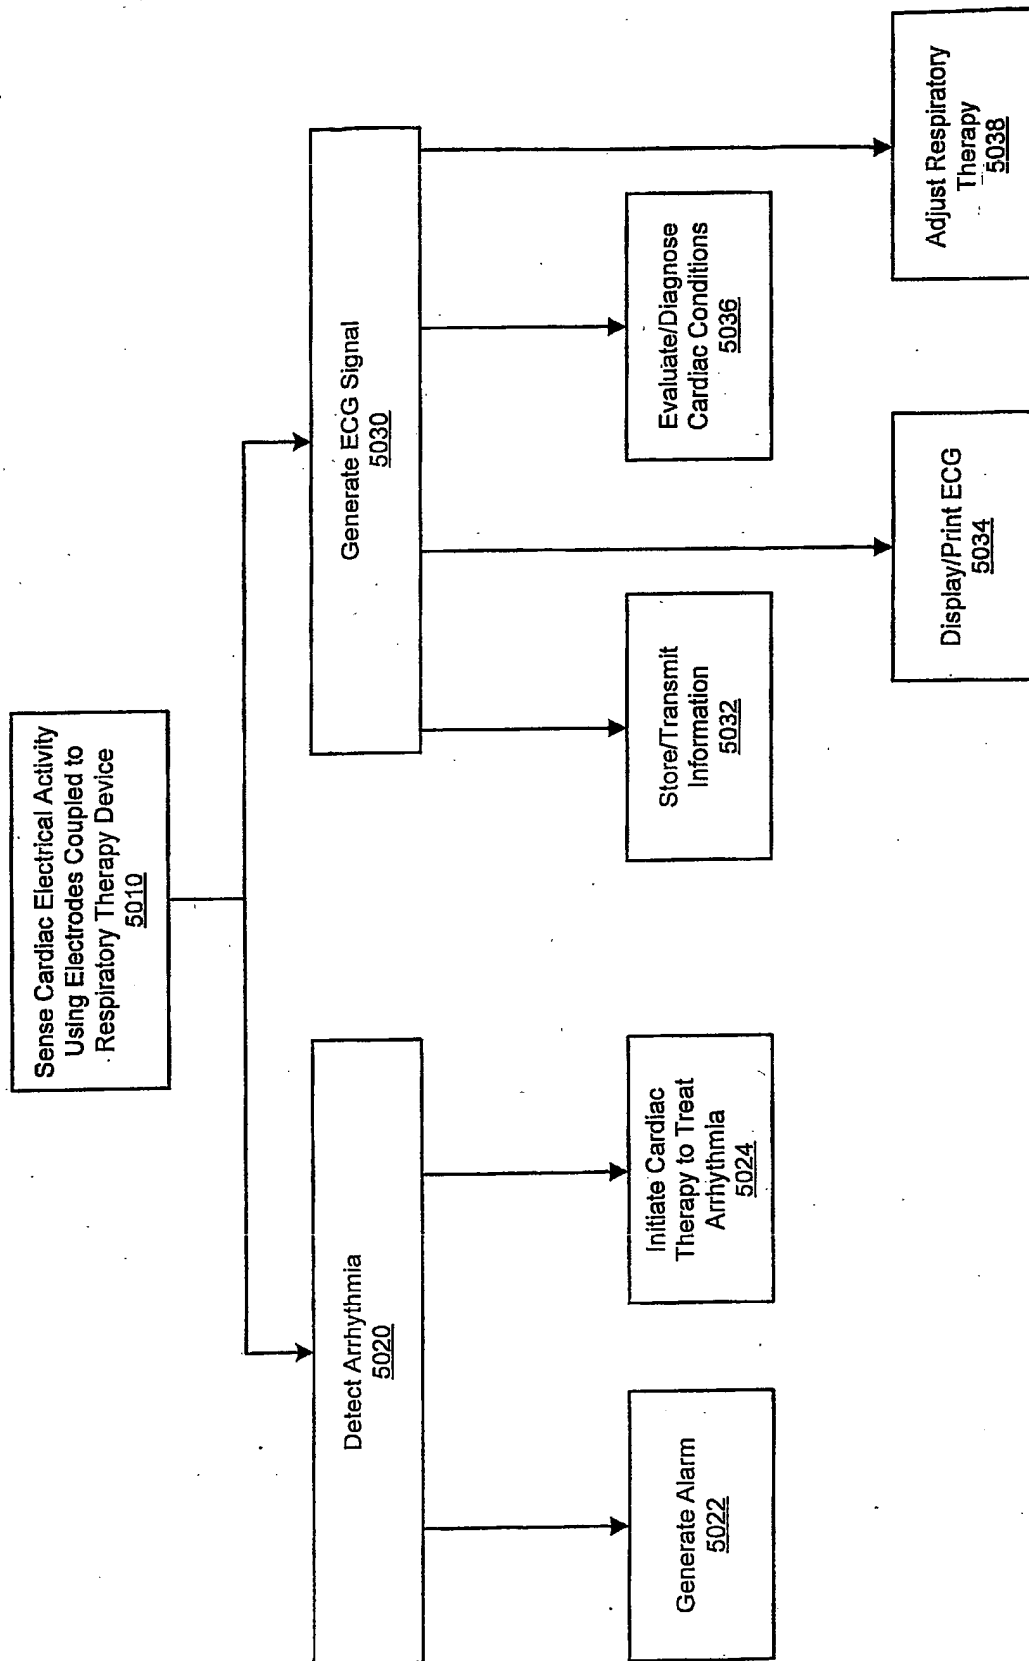 Sense Cardiac Electrical Activity
Using Electrodes Coupled to
Respiratory Therapy Device
5010
Detect Arrhythmia
5020
Generate ECG Signal
5030
Generate Alarm
5022
Initiate Cardiac
Therapy to Treat
Arrhythmia
5024
Store/Transmit
Information
5032
Evaluate/Diagnose
Cardiac Conditions
5036
Display/Print ECG
5034
Adjust Respiratory
Therapy
5038